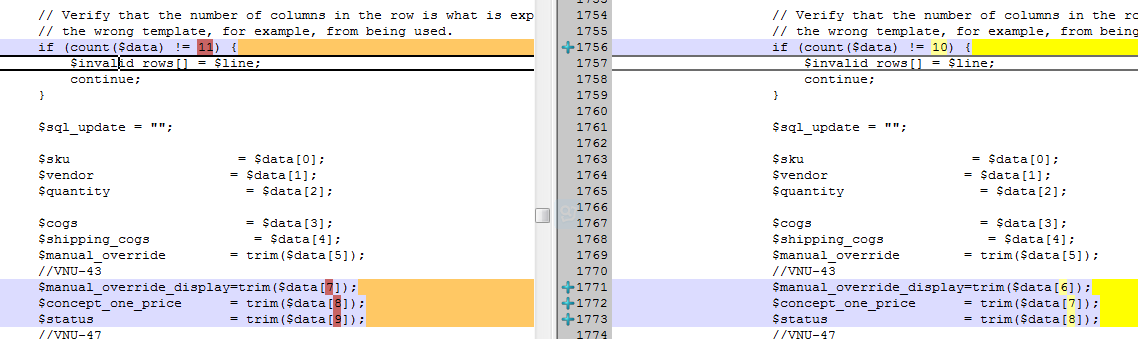 // Verify that the number of columns in the row is what is exp
// the wrong template, for example, from being used.
if (count($data) != 11) {
$invalid rows[] = $line;
continue;
}
$sql_update = "";
$sku = $data[0];
$vendor = $data[1];
$quantity = $data[2];
$cogs = $data[3];
$shipping_cogs = $data[4];
$manual_override = trim($data[5]);
//VNU-43
$manual_override_display=trim($data[7]);
$concept_one_price = trim($data[8]);
$status = trim($data[9]);
//VNU-47
1754 // Verify that the number of columns in the ro
1755 // the wrong template, for example, from being
1756 if (count($data) != 10) {
1757 $invalid rows[] = $line;
1758 continue;
1759 }
1760
1761 $sql_update = "";
1762
1763 $sku = $data[0];
1764 $vendor = $data[1];
1765 $quantity = $data[2];
1766
1767 $cogs = $data[3];
1768 $shipping_cogs = $data[4];
1769 $manual_override = trim($data[5]);
1770 //VNU-43
1771 $manual_override_display=trim($data[6]);
1772 $concept_one_price = trim($data[7]);
1773 $status = trim($data[8]);
1774 //VNU-47